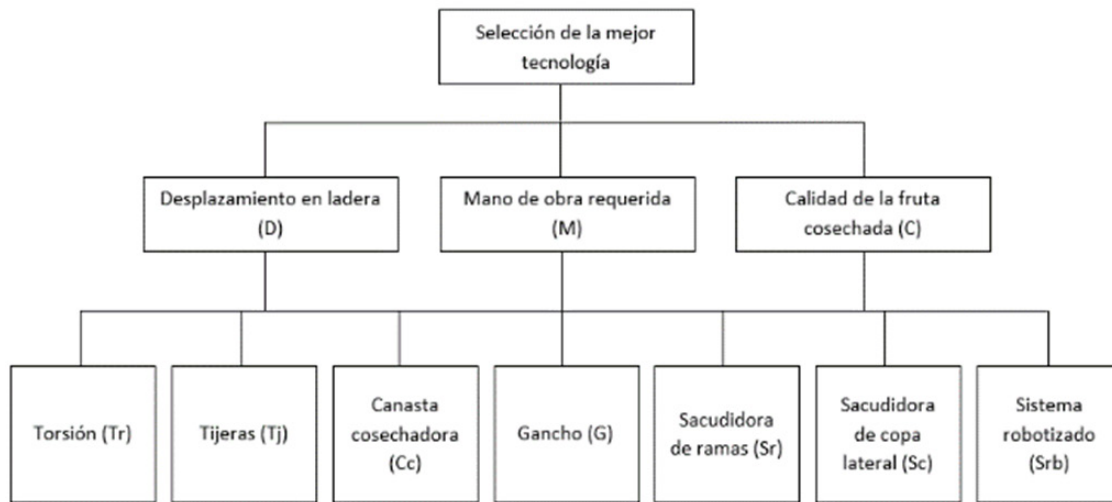 Selección de la mejor
tecnología
Desplazamiento en ladera
(D)
Mano de obra requerida
(M)
Calidad de la fruta
cosechada (C)
Torsión (Tr)
Tijeras (Tj)
Canasta
cosechadora
(Cc)
Gancho (G)
Sacudidora
de ramas (Sr)
Sacudidora
de copa
lateral (Sc)
Sistema
robotizado
(Srb)